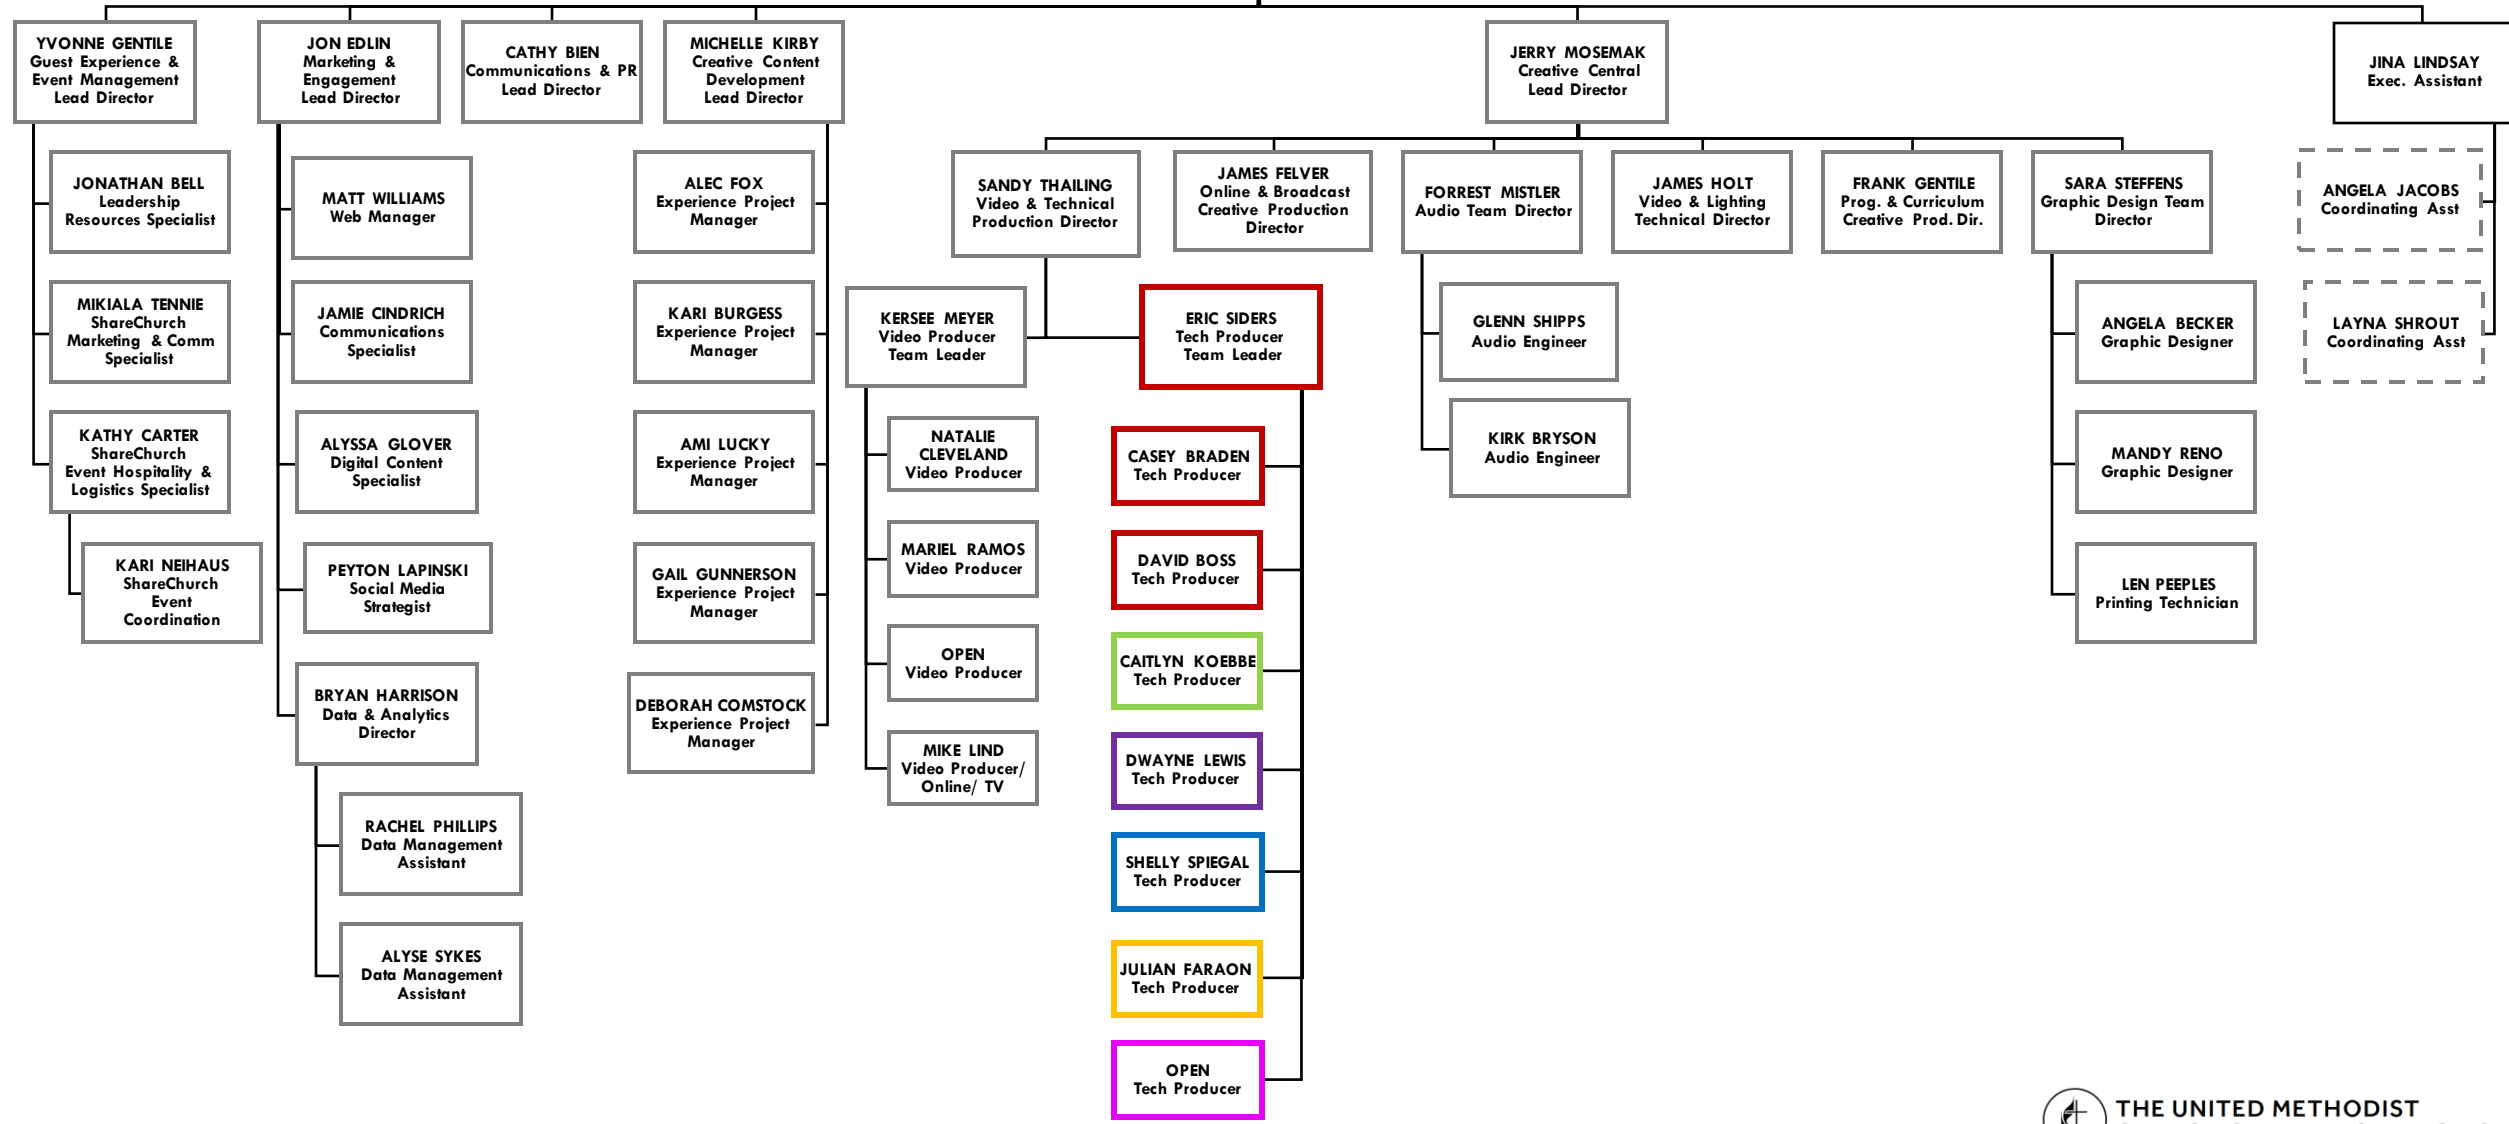 YVONNE GENTILE
Guest Experience &
Event Management
Lead Director
JON EDLIN
Marketing &
Engagement
Lead Director
CATHY BIEN
Communications & PR
Lead Director
MICHELLE KIRBY
Creative Content
Development
Lead Director
JERRY MOSEMAK
Creative Central
Lead Director
JINA LINDSAY
Exec. Assistant
JONATHAN BELL
Leadership
Resources Specialist
MIKIALA TENNIE
ShareChurch
Marketing & Comm
Specialist
KATHY CARTER
ShareChurch
Event Hospitality &
Logistics Specialist
KARI NEIHAUS
ShareChurch
Event
Coordination
MATT WILLIAMS
Web Manager
JAMIE CINDRICH
Communications
Specialist
ALYSSA GLOVER
Digital Content
Specialist
PEYTON LAPINSKI
Social Media
Strategist
BRYAN HARRISON
Data & Analytics
Director
RACHEL PHILLIPS
Data Management
Assistant
ALYSE SYKES
Data Management
Assistant
ALEC FOX
Experience Project
Manager
KARI BURGESS
Experience Project
Manager
AMI LUCKY
Experience Project
Manager
GAIL GUNNERSON
Experience Project
Manager
DEBORAH COMSTOCK
Experience Project
Manager
SANDY THAILING
Video & Technical
Production Director
JAMES FELVER
Online & Broadcast
Creative Production
Director
FORREST MISTLER
Audio Team Director
JAMES HOLT
Video & Lighting
Technical Director
FRANK GENTILE
Prog. & Curriculum
Creative Prod. Dir.
SARA STEFFENS
Graphic Design Team
Director
KERSEE MEYER
Video Producer
Team Leader
NATALIE
CLEVELAND
Video Producer
MARIEL RAMOS
Video Producer
OPEN
Video Producer
MIKE LIND
Video Producer/
Online/ TV
ERIC SIDERS
Tech Producer
Team Leader
CASEY BRADEN
Tech Producer
DAVID BOSS
Tech Producer
CAITLYN KOEBBE
Tech Producer
DWAYNE LEWIS
Tech Producer
SHELLY SPIEGAL
Tech Producer
JULIAN FARAON
Tech Producer
OPEN
Tech Producer
GLENN SHIPPS
Audio Engineer
KIRK BRYSON
Audio Engineer
ANGELA BECKER
Graphic Designer
MANDY RENO
Graphic Designer
LEN PEEPLES
Printing Technician
ANGELA JACOBS
Coordinating Asst
LAYNA SHROUT
Coordinating Asst
THE UNITED METHODIST